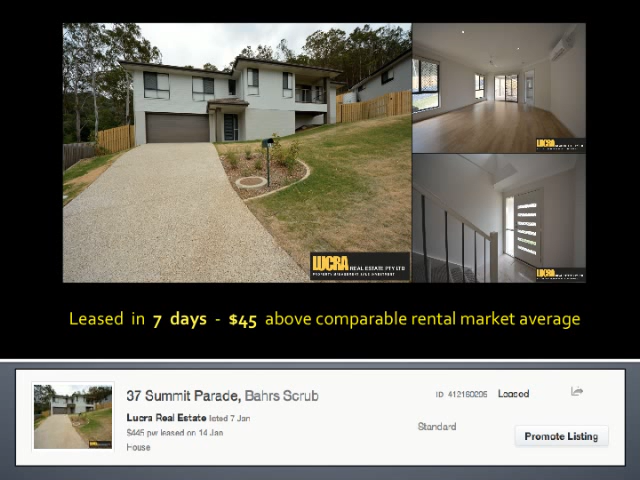 LUCRA REAL ESTATE PTY LTD
LUCRA
LUCRA
Leased in 7 days - $45 above comparable rental market average
37 Summit Parade, Bahrs Scrub
ID 412160295 Leased
Lucra Real Estate listed 7 Jan
$445 pw leased on 14 Jan
Standard
House
Promote Listing